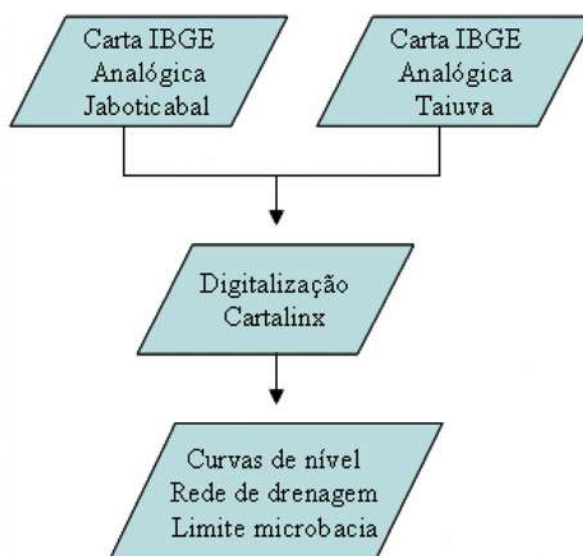 Carta IBGE
Analógica
Jaboticabal
Carta IBGE
Analógica
Taiuva
Digitalização
Cartalinx
Curvas de nível
Rede de drenagem
Limite microbacia